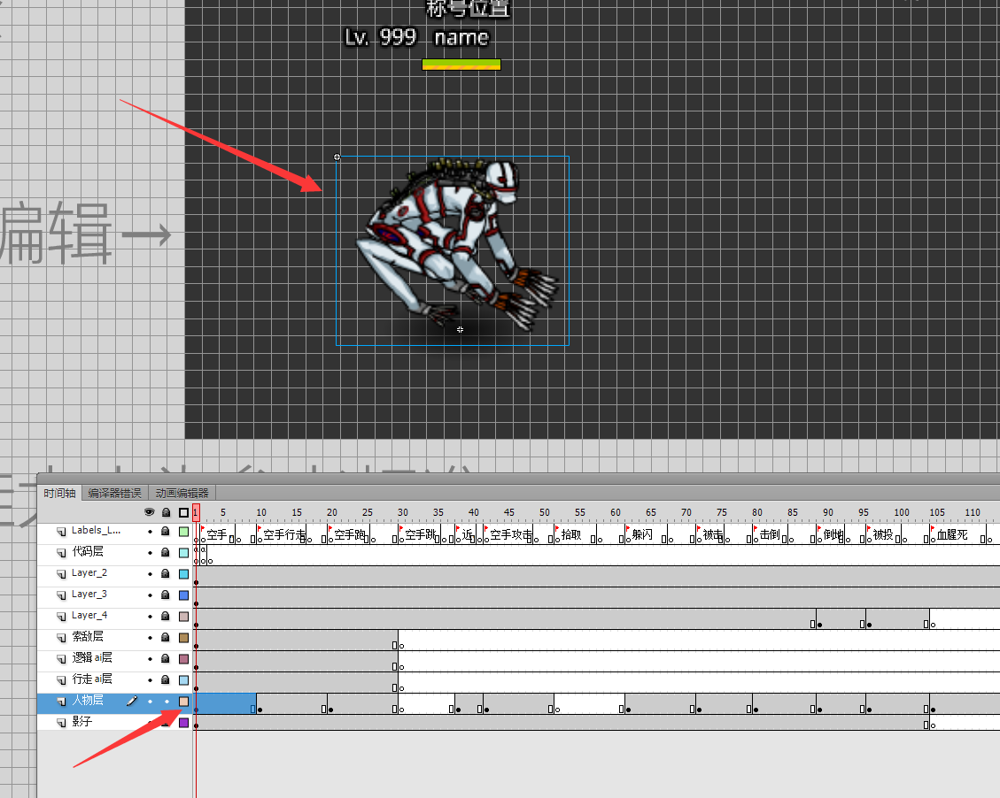 称号位置
Lv. 999 name
编辑→
时间轴 编译器错误 动画编辑器
1 5 10 15 20 25 30 35 40 45 50 55 60 65 70 75 80 85 90 95 100 105 110
Labels_L... 空手 空手行走 空手跑 空手跳 近 空手攻击 拾取 躲闪 被击 击倒 倒地 被投 血腥死
代码层
Layer_2
Layer_3
Layer_4
索敌层
逻辑ai层
行走ai层
人物层
影子